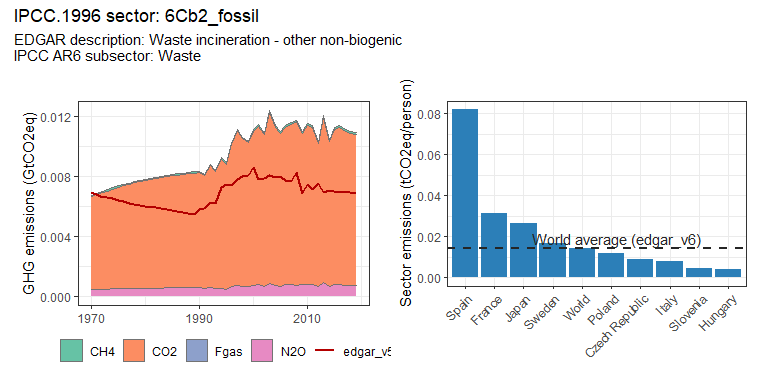 IPCC.1996 sector: 6Cb2_fossil
EDGAR description: Waste incineration - other non-biogenic
IPCC AR6 subsector: Waste
GHG emissions (GtCO2eq)
0.012
0.008
0.004
0.000
1970
1990
2010
CH4
CO2
Fgas
N2O
edgar_v6
Sector emissions (tCO2eq/person)
0.08
0.06
0.04
0.02
0.00
World average (edgar_v6)
Spain
France
Japan
Sweden
World
Poland
Czech Republic
Italy
Slovenia
Hungary